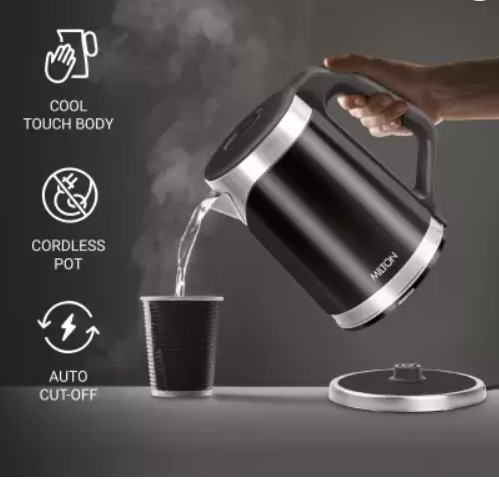 COOL
TOUCH BODY
CORDLESS
POT
AUTO
CUT-OFF
MILTON